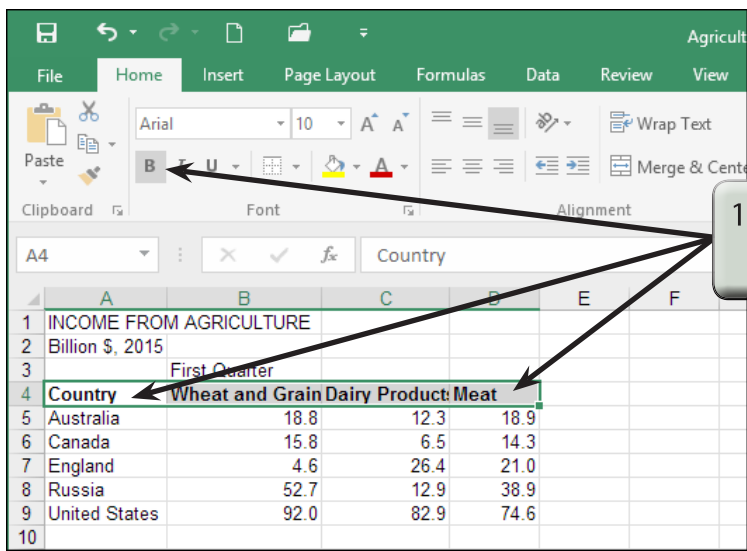 Agricult
File Home Insert Page Layout Formulas Data Review View
Arial 10 A A Wrap Text
Paste B I U A Merge & Cente
Clipboard Font Alignment
1
A4 fx Country
A B C D E F
1 INCOME FROM AGRICULTURE
2 Billion $, 2015
3 First Quarter
4 Country Wheat and Grain Dairy Products Meat
5 Australia 18.8 12.3 18.9
6 Canada 15.8 6.5 14.3
7 England 4.6 26.4 21.0
8 Russia 52.7 12.9 38.9
9 United States 92.0 82.9 74.6
10